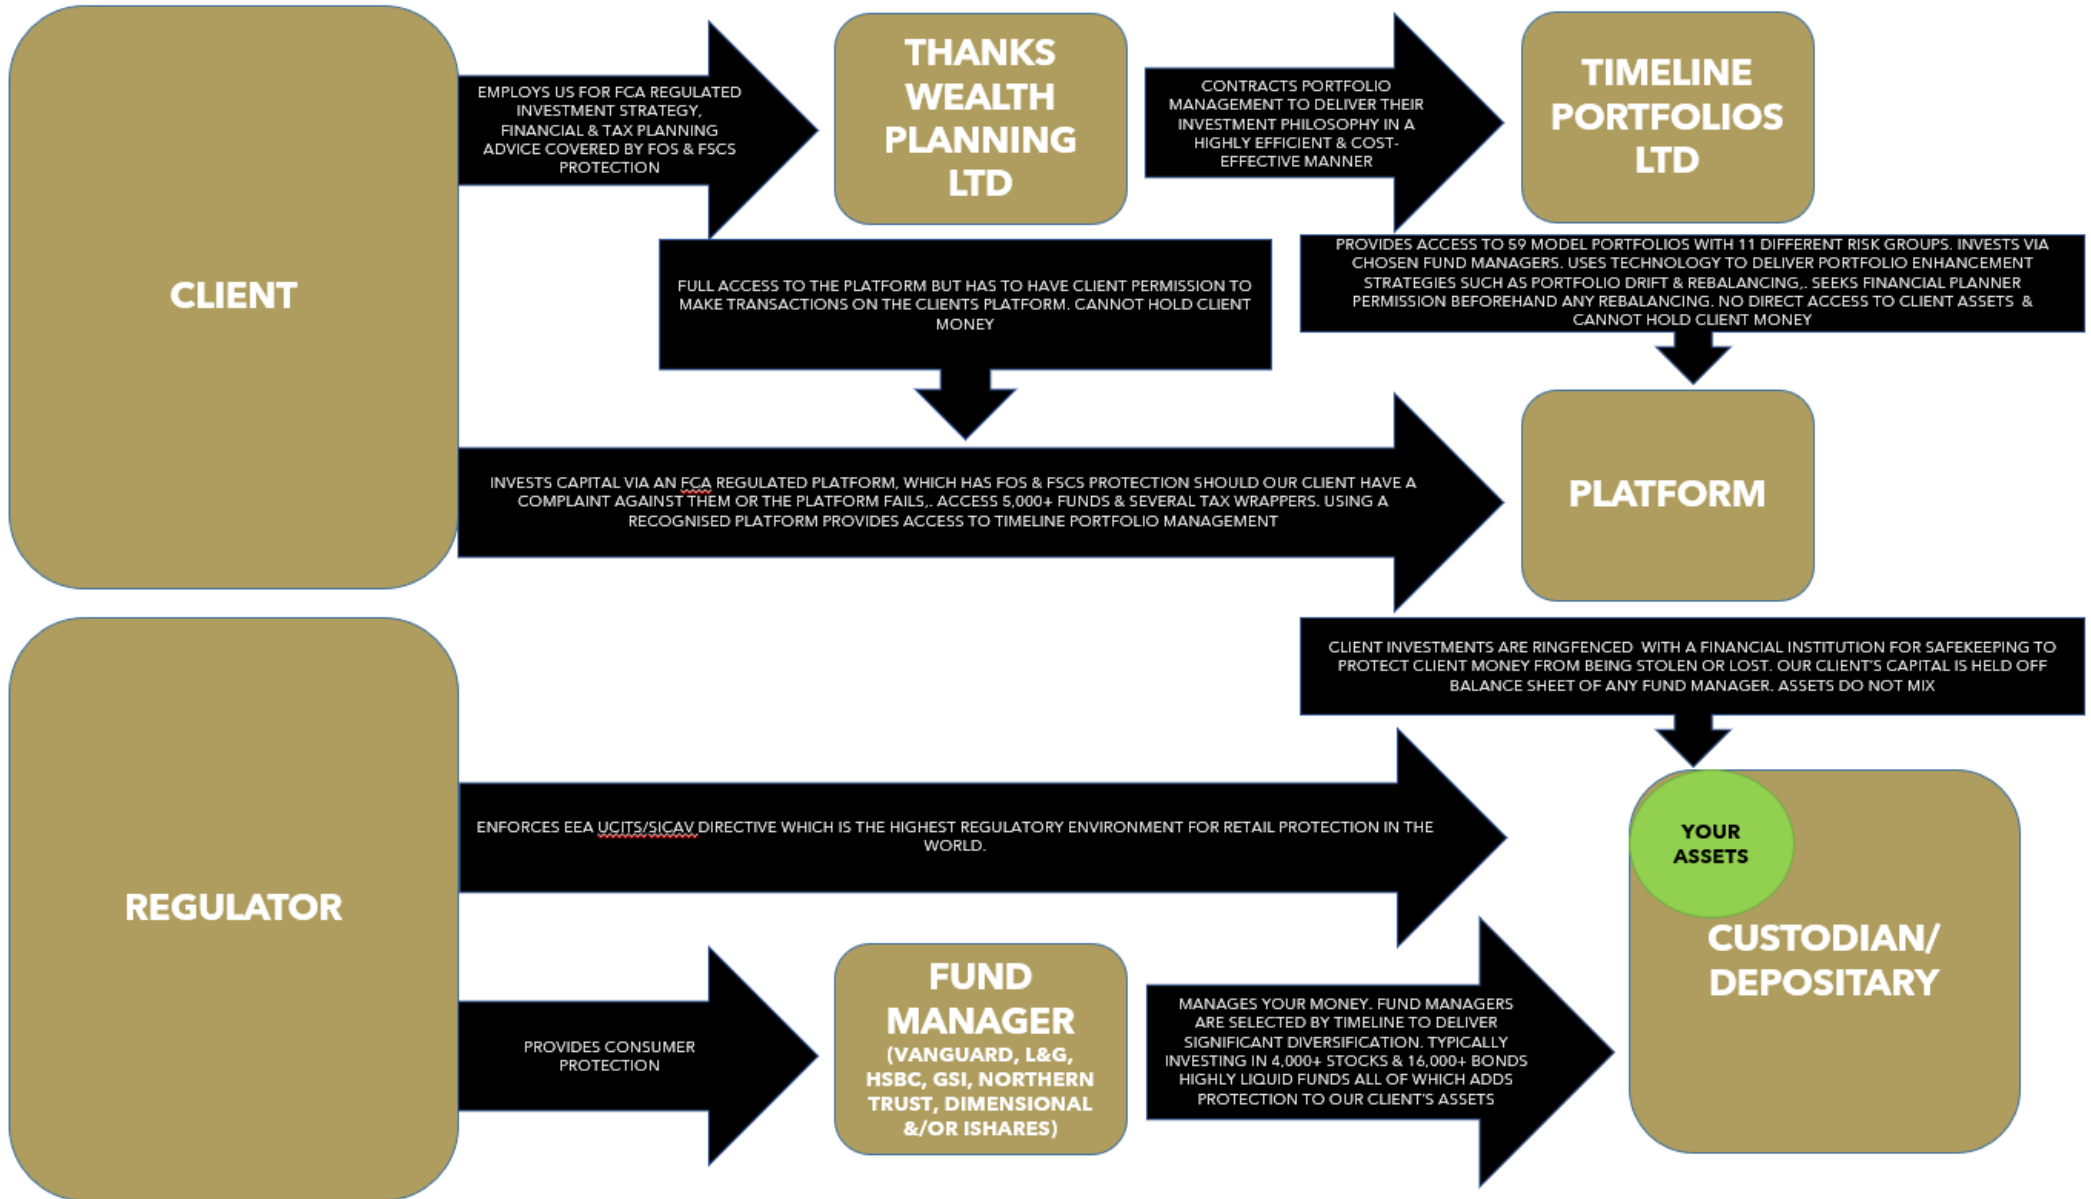 CLIENT
EMPLOYS US FOR FCA REGULATED
INVESTMENT STRATEGY,
FINANCIAL & TAX PLANNING
ADVICE COVERED BY FOS & FSCS
PROTECTION
THANKS
WEALTH
PLANNING
LTD
CONTRACTS PORTFOLIO
MANAGEMENT TO DELIVER THEIR
INVESTMENT PHILOSOPHY IN A
HIGHLY EFFICIENT & COST-
EFFECTIVE MANNER
TIMELINE
PORTFOLIOS
LTD
FULL ACCESS TO THE PLATFORM BUT HAS TO HAVE CLIENT PERMISSION TO
MAKE TRANSACTIONS ON THE CLIENTS PLATFORM. CANNOT HOLD CLIENT
MONEY
PROVIDES ACCESS TO 59 MODEL PORTFOLIOS WITH 11 DIFFERENT RISK GROUPS. INVESTS VIA
CHOSEN FUND MANAGERS. USES TECHNOLOGY TO DELIVER PORTFOLIO ENHANCEMENT
STRATEGIES SUCH AS PORTFOLIO DRIFT & REBALANCING,. SEEKS FINANCIAL PLANNER
PERMISSION BEFOREHAND ANY REBALANCING. NO DIRECT ACCESS TO CLIENT ASSETS &
CANNOT HOLD CLIENT MONEY
INVESTS CAPITAL VIA AN FCA REGULATED PLATFORM, WHICH HAS FOS & FSCS PROTECTION SHOULD OUR CLIENT HAVE A
COMPLAINT AGAINST THEM OR THE PLATFORM FAILS,. ACCESS 5,000+ FUNDS & SEVERAL TAX WRAPPERS. USING A
RECOGNISED PLATFORM PROVIDES ACCESS TO TIMELINE PORTFOLIO MANAGEMENT
PLATFORM
CLIENT INVESTMENTS ARE RINGFENCED WITH A FINANCIAL INSTITUTION FOR SAFEKEEPING TO
PROTECT CLIENT MONEY FROM BEING STOLEN OR LOST. OUR CLIENT'S CAPITAL IS HELD OFF
BALANCE SHEET OF ANY FUND MANAGER. ASSETS DO NOT MIX
REGULATOR
ENFORCES EEA UCITS/SICAV DIRECTIVE WHICH IS THE HIGHEST REGULATORY ENVIRONMENT FOR RETAIL PROTECTION IN THE
WORLD.
YOUR
ASSETS
CUSTODIAN/
DEPOSITARY
PROVIDES CONSUMER
PROTECTION
FUND
MANAGER
(VANGUARD, L&G,
HSBC, GSI, NORTHERN
TRUST, DIMENSIONAL
&/OR ISHARES)
MANAGES YOUR MONEY. FUND MANAGERS
ARE SELECTED BY TIMELINE TO DELIVER
SIGNIFICANT DIVERSIFICATION. TYPICALLY
INVESTING IN 4,000+ STOCKS & 16,000+ BONDS
HIGHLY LIQUID FUNDS ALL OF WHICH ADDS
PROTECTION TO OUR CLIENT'S ASSETS